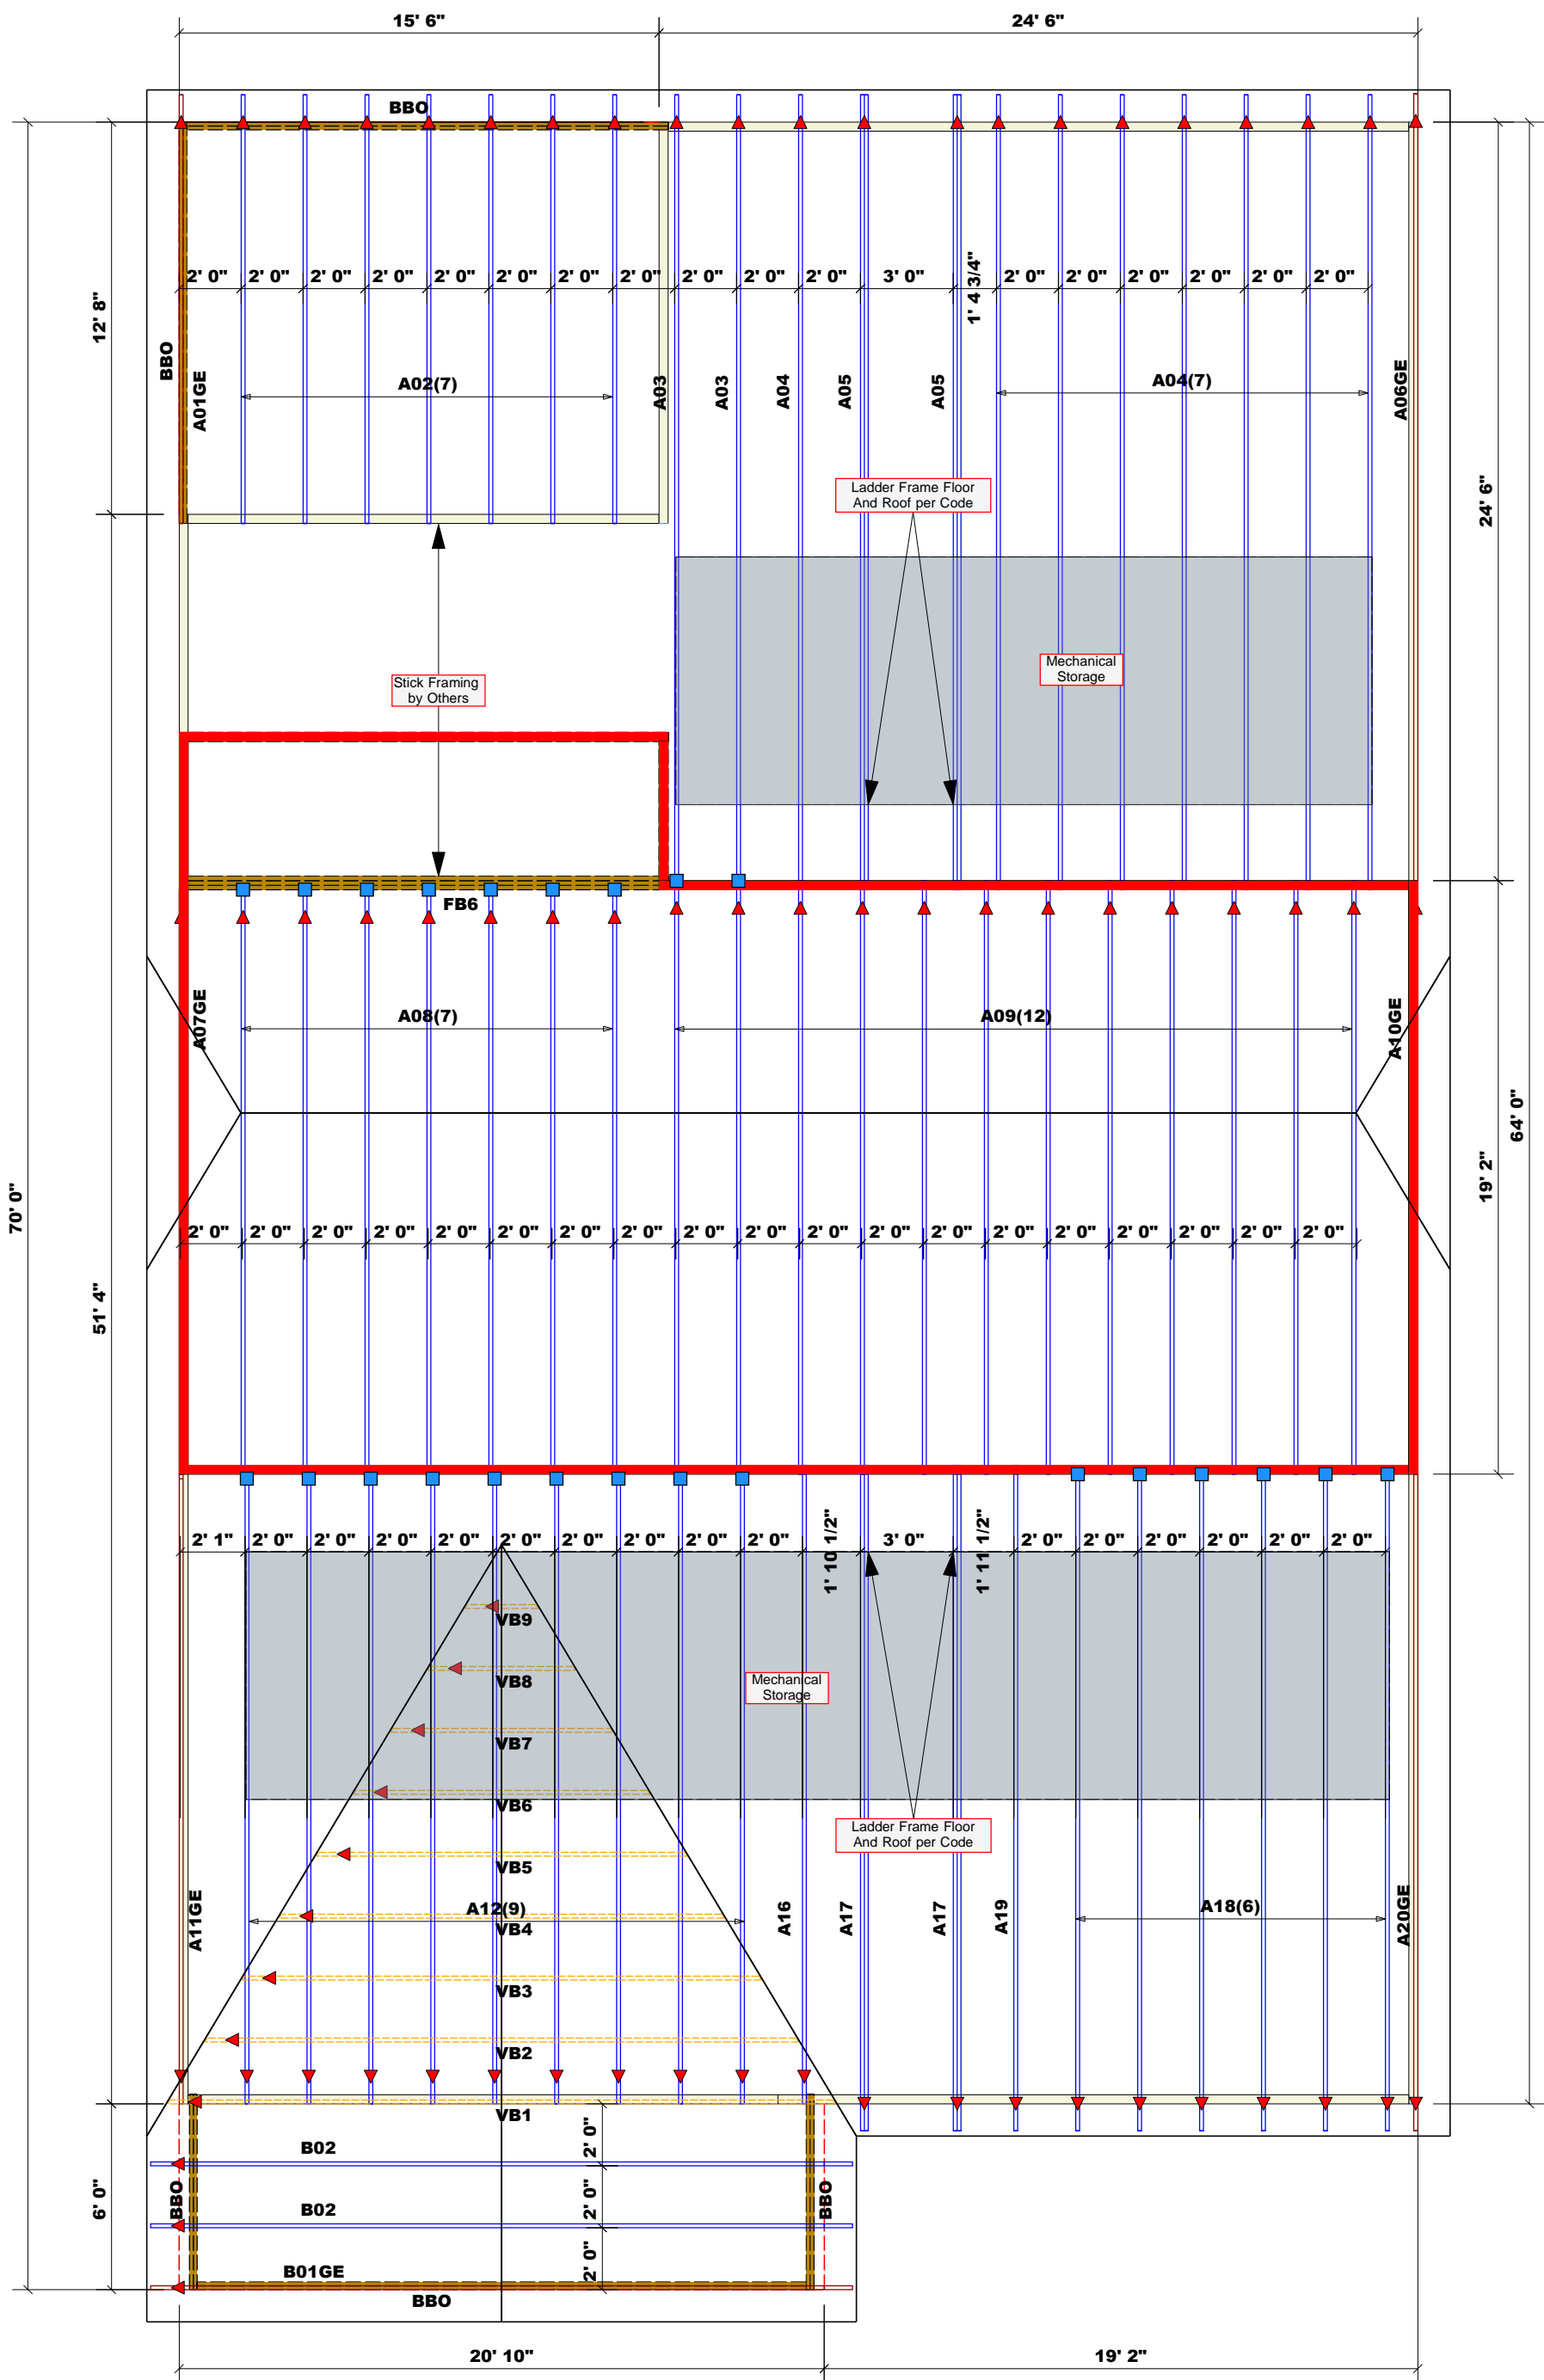 15' 6"
24' 6"
BBO
2' 0" 2' 0" 2' 0" 2' 0" 2' 0" 2' 0" 2' 0" 2' 0" 2' 0" 2' 0" 2' 0" 3' 0" 1' 4 3/4" 2' 0" 2' 0" 2' 0" 2' 0" 2' 0" 2' 0"
12' 8"
BBO
A01GE
A02(7)
A03
A03
A04
A05
A05
A04(7)
A06GE
Ladder Frame Floor
And Roof per Code
24' 6"
Mechanical
Storage
Stick Framing
by Others
FB6
A07GE
A08(7)
A09(12)
A10GE
64' 0"
19' 2"
70' 0"
51' 4"
2' 0" 2' 0" 2' 0" 2' 0" 2' 0" 2' 0" 2' 0" 2' 0" 2' 0" 2' 0" 2' 0" 2' 0" 2' 0" 2' 0" 2' 0" 2' 0" 2' 0" 2' 0" 2' 0"
2' 1" 2' 0" 2' 0" 2' 0" 2' 0" 2' 0" 2' 0" 2' 0" 2' 0" 2' 0" 1' 10 1/2" 3' 0" 1' 11 1/2" 2' 0" 2' 0" 2' 0" 2' 0" 2' 0" 2' 0"
VB9
VB8
Mechanical
Storage
VB7
VB6
Ladder Frame Floor
And Roof per Code
VB5
A11GE
A12(9)
A16
A17
A17
A19
A18(6)
A20GE
VB4
VB3
VB2
VB1
B02
2' 0"
6' 0"
BBO
BBO
2' 0"
B02
2' 0"
B01GE
BBO
20' 10"
19' 2"